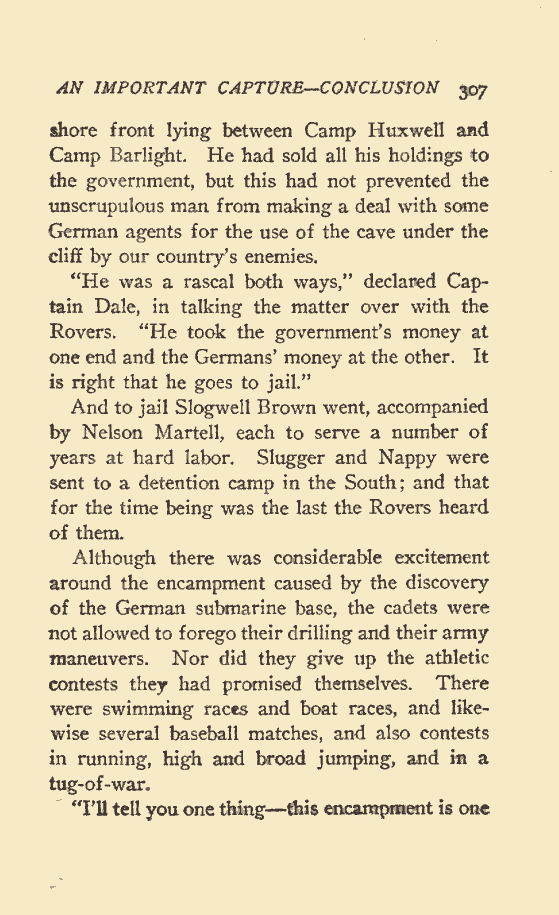 AN IMPORTANT CAPTURE—CONCLUSION 307
shore front lying between Camp Huxwell and
Camp Barlight. He had sold all his holdings to
the government, but this had not prevented the
unscrupulous man from making a deal with some
German agents for the use of the cave under the
cliff by our country's enemies.
"He was a rascal both ways," declared Cap-
tain Dale, in talking the matter over with the
Rovers. "He took the government's money at
one end and the Germans' money at the other. It
is right that he goes to jail."
And to jail Slogwell Brown went, accompanied
by Nelson Martell, each to serve a number of
years at hard labor. Slugger and Nappy were
sent to a detention camp in the South; and that
for the time being was the last the Rovers heard
of them.
Although there was considerable excitement
around the encampment caused by the discovery
of the German submarine base, the cadets were
not allowed to forego their drilling and their army
maneuvers. Nor did they give up the athletic
contests they had promised themselves. There
were swimming races and boat races, and like-
wise several baseball matches, and also contests
in running, high and broad jumping, and in a
tug-of-war.
"I'll tell you one thing—this encampment is one